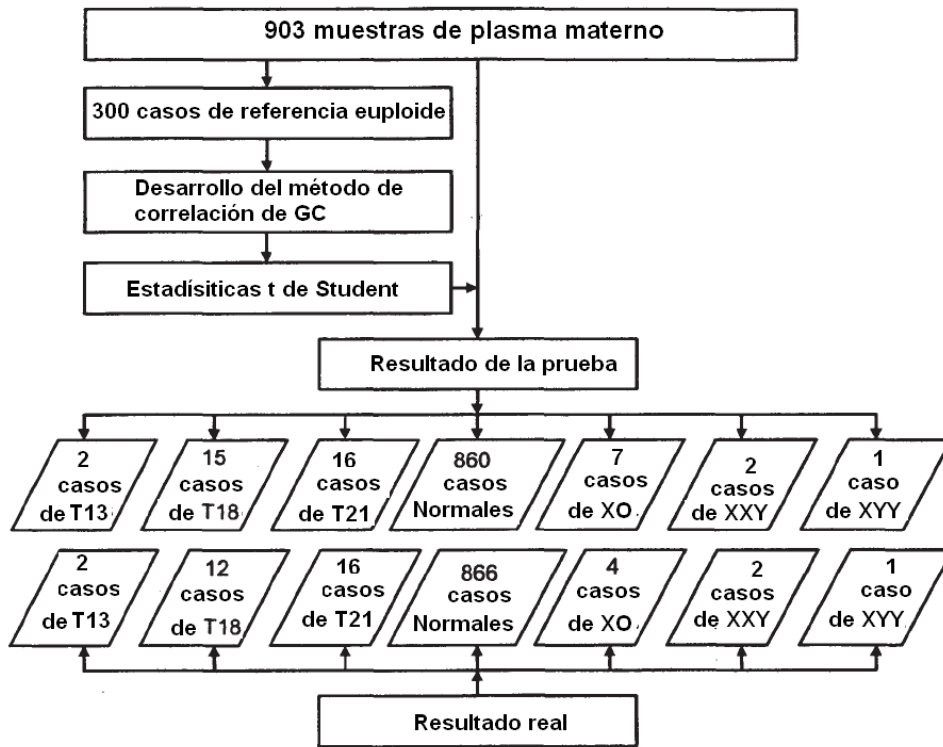 903 muestras de plasma materno
300 casos de referencia euploide
Desarrollo del método de
correlación de GC
Estadísiticas t de Student
Resultado de la prueba
2
casos
de T13
15
casos
de T18
16
casos
de T21
860
casos
Normales
7
casos
de XO
2
casos
de XXY
1
caso
de XYY
2
casos
de T13
12
casos
de T18
16
casos
de T21
866
casos
Normales
4
casos
de XO
2
casos
de XXY
1
caso
de XYY
Resultado real